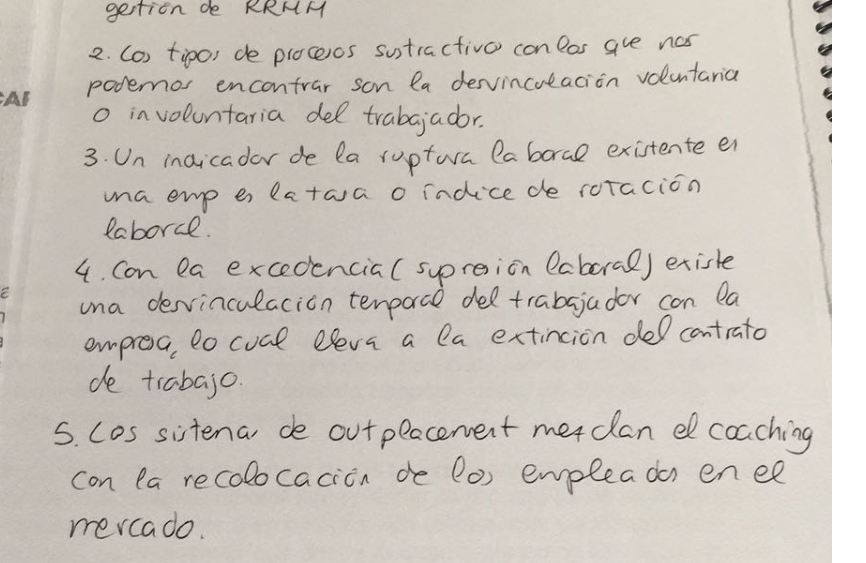 gestión de RRHH
CAI
2. Los tipos de procesos sustractivos con los que nos
podemos encontrar son la desvinculación voluntaria
o involuntaria del trabajador.
3. Un indicador de la ruptura laboral existente en
una emp es la tasa o índice de rotación
laboral.
4. Con la excedencia (supresión laboral) existe
una desvinculación temporal del trabajador con la
empresa, lo cual lleva a la extinción del contrato
de trabajo.
5. Los sistemas de outplacement mezclan el coaching
con la recolocación de los empleados en el
mercado.